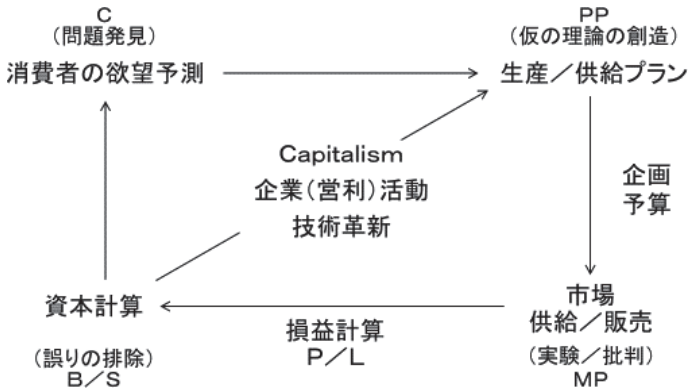 C
(問題発見)
消費者の欲望予測
PP
(仮の理論の創造)
生産／供給プラン
Capitalism
企業(営利)活動
技術革新
企画
予算
資本計算
(誤りの排除)
B／S
損益計算
P／L
市場
供給／販売
(実験／批判)
MP